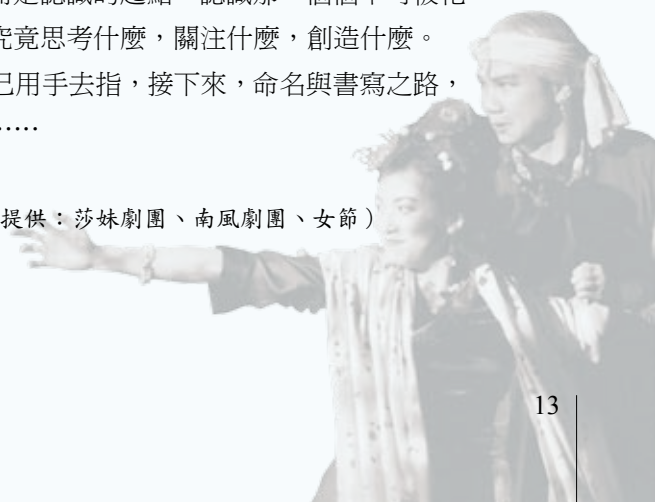 究竟思考什麼，關注什麼，創造什麼。
己用手去指，接下來，命名與書寫之路，
……
提供：莎妹劇團、南風劇團、女節）
13